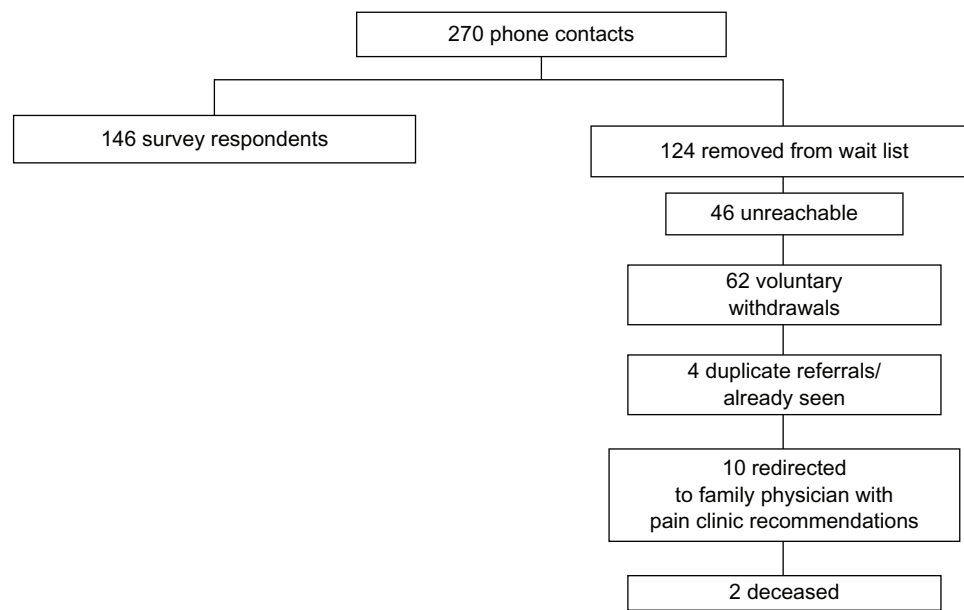 270 phone contacts
146 survey respondents
124 removed from wait list
46 unreachable
62 voluntary
withdrawals
4 duplicate referrals/
already seen
10 redirected
to family physician with
pain clinic recommendations
2 deceased